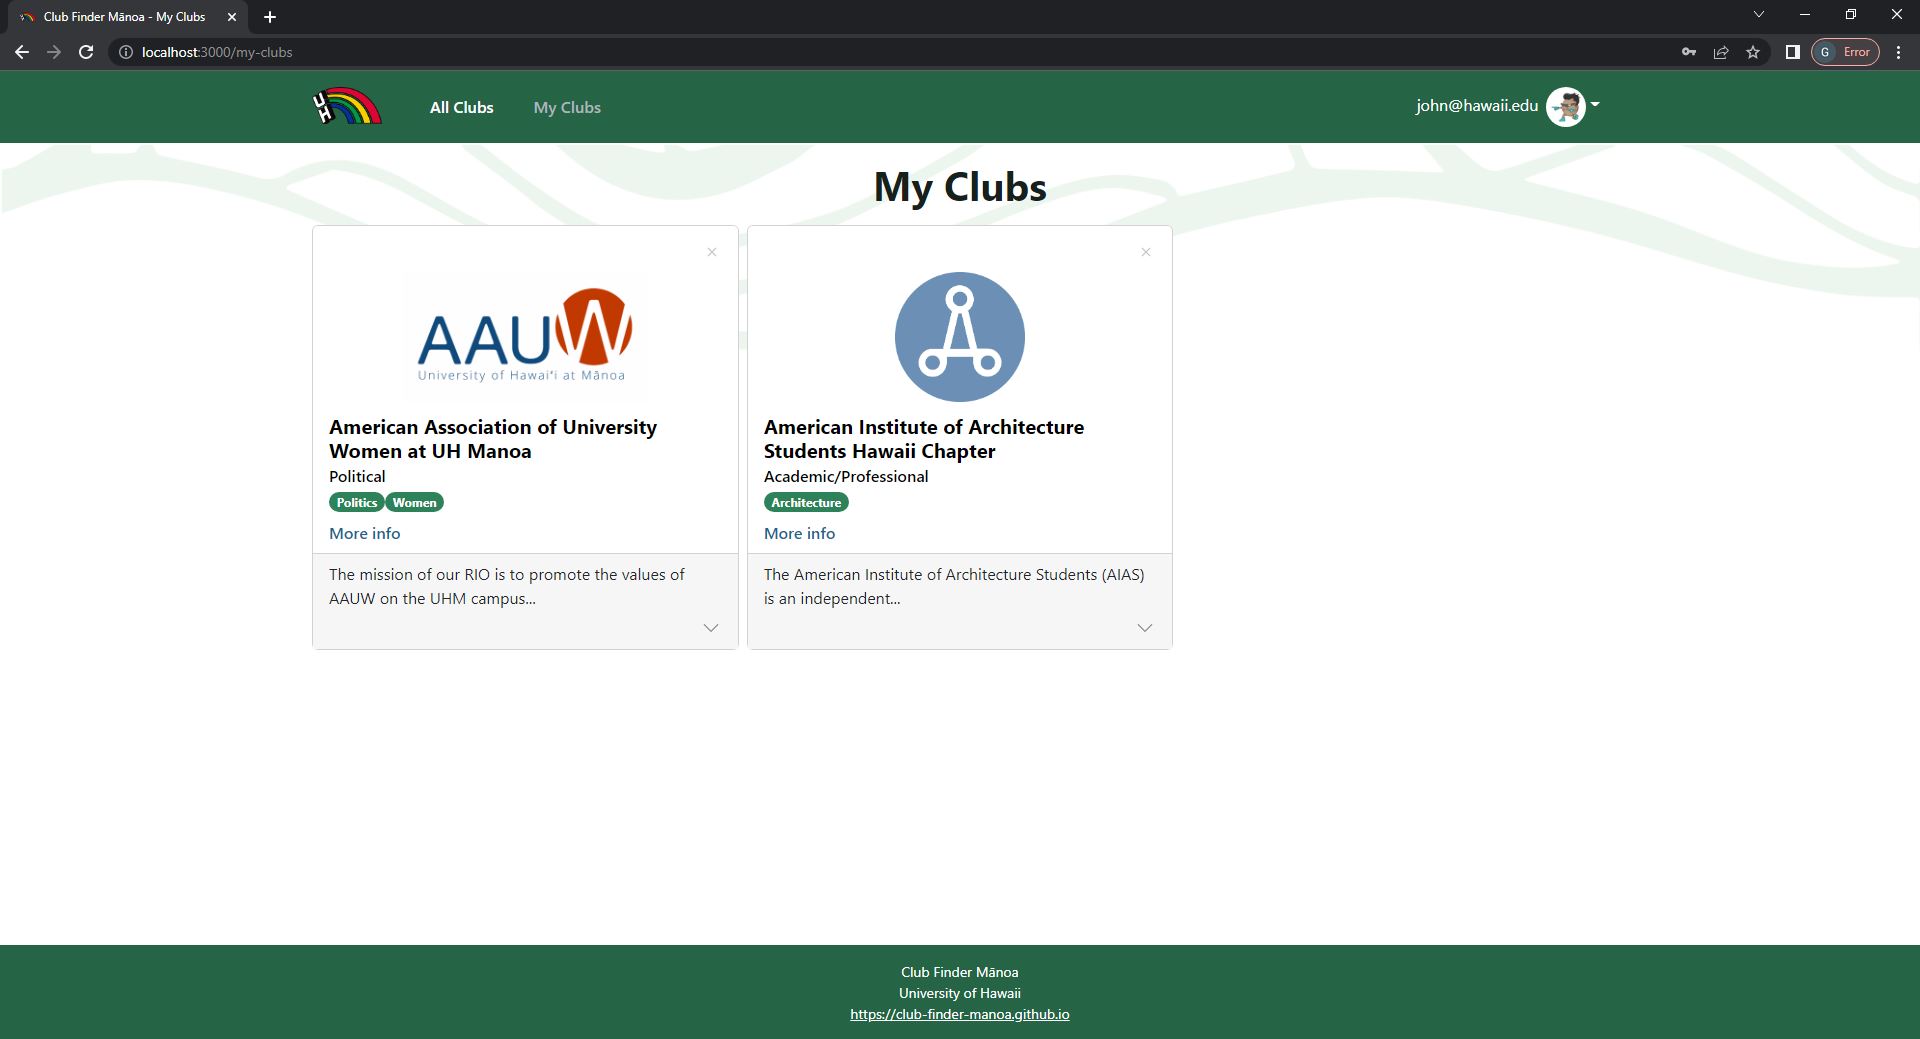 Club Finder Mānoa - My Clubs
localhost:3000/my-clubs
G Error
UH
All Clubs
My Clubs
john@hawaii.edu
My Clubs
AAUW
University of Hawaiʻi at Mānoa
American Association of University
Women at UH Manoa
Political
Politics Women
More info
The mission of our RIO is to promote the values of
AAUW on the UHM campus...
American Institute of Architecture
Students Hawaii Chapter
Academic/Professional
Architecture
More info
The American Institute of Architecture Students (AIAS)
is an independent...
Club Finder Mānoa
University of Hawaii
https://club-finder-manoa.github.io